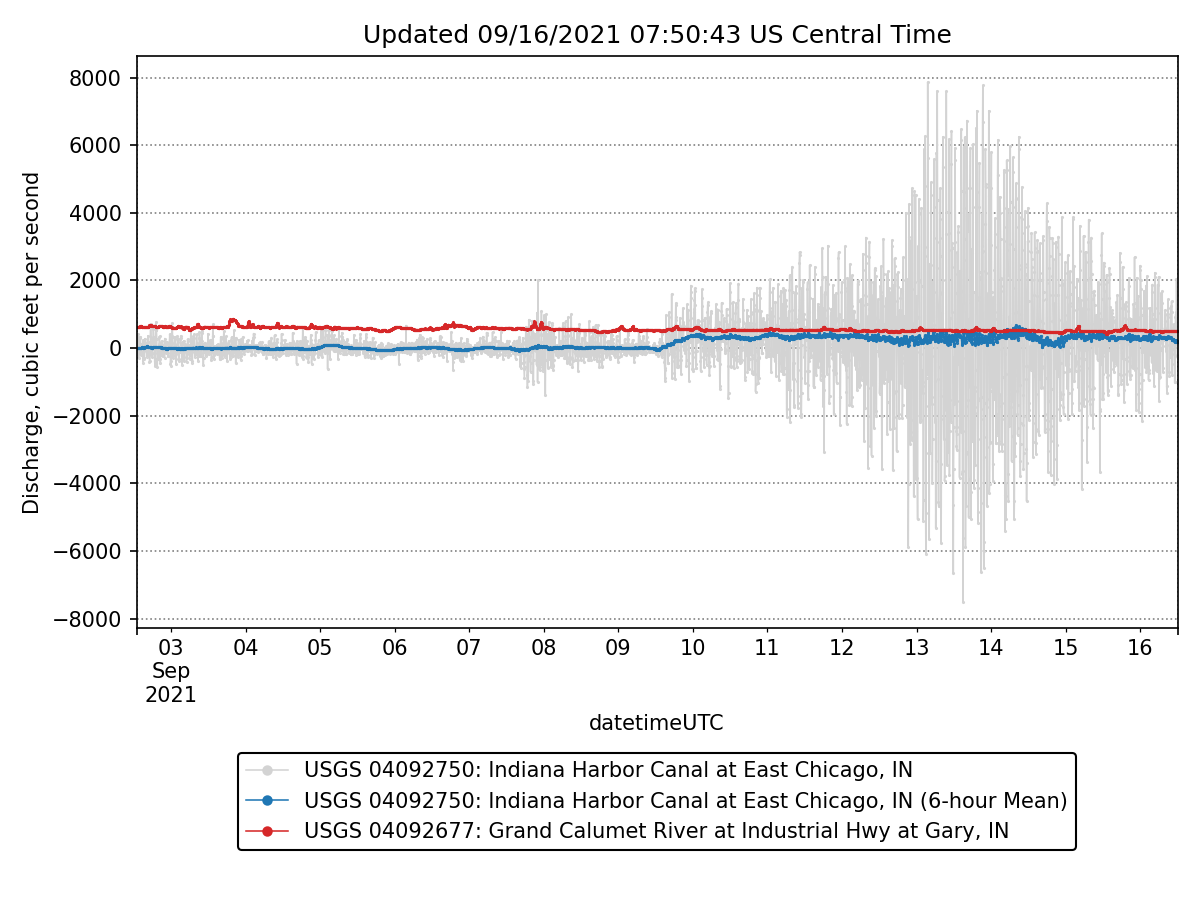 Updated 09/16/2021 07:50:43 US Central Time
Discharge, cubic feet per second
8000
6000
4000
2000
0
−2000
−4000
−6000
−8000
03 04 05 06 07 08 09 10 11 12 13 14 15 16
Sep
2021
datetimeUTC
USGS 04092750: Indiana Harbor Canal at East Chicago, IN
USGS 04092750: Indiana Harbor Canal at East Chicago, IN (6-hour Mean)
USGS 04092677: Grand Calumet River at Industrial Hwy at Gary, IN